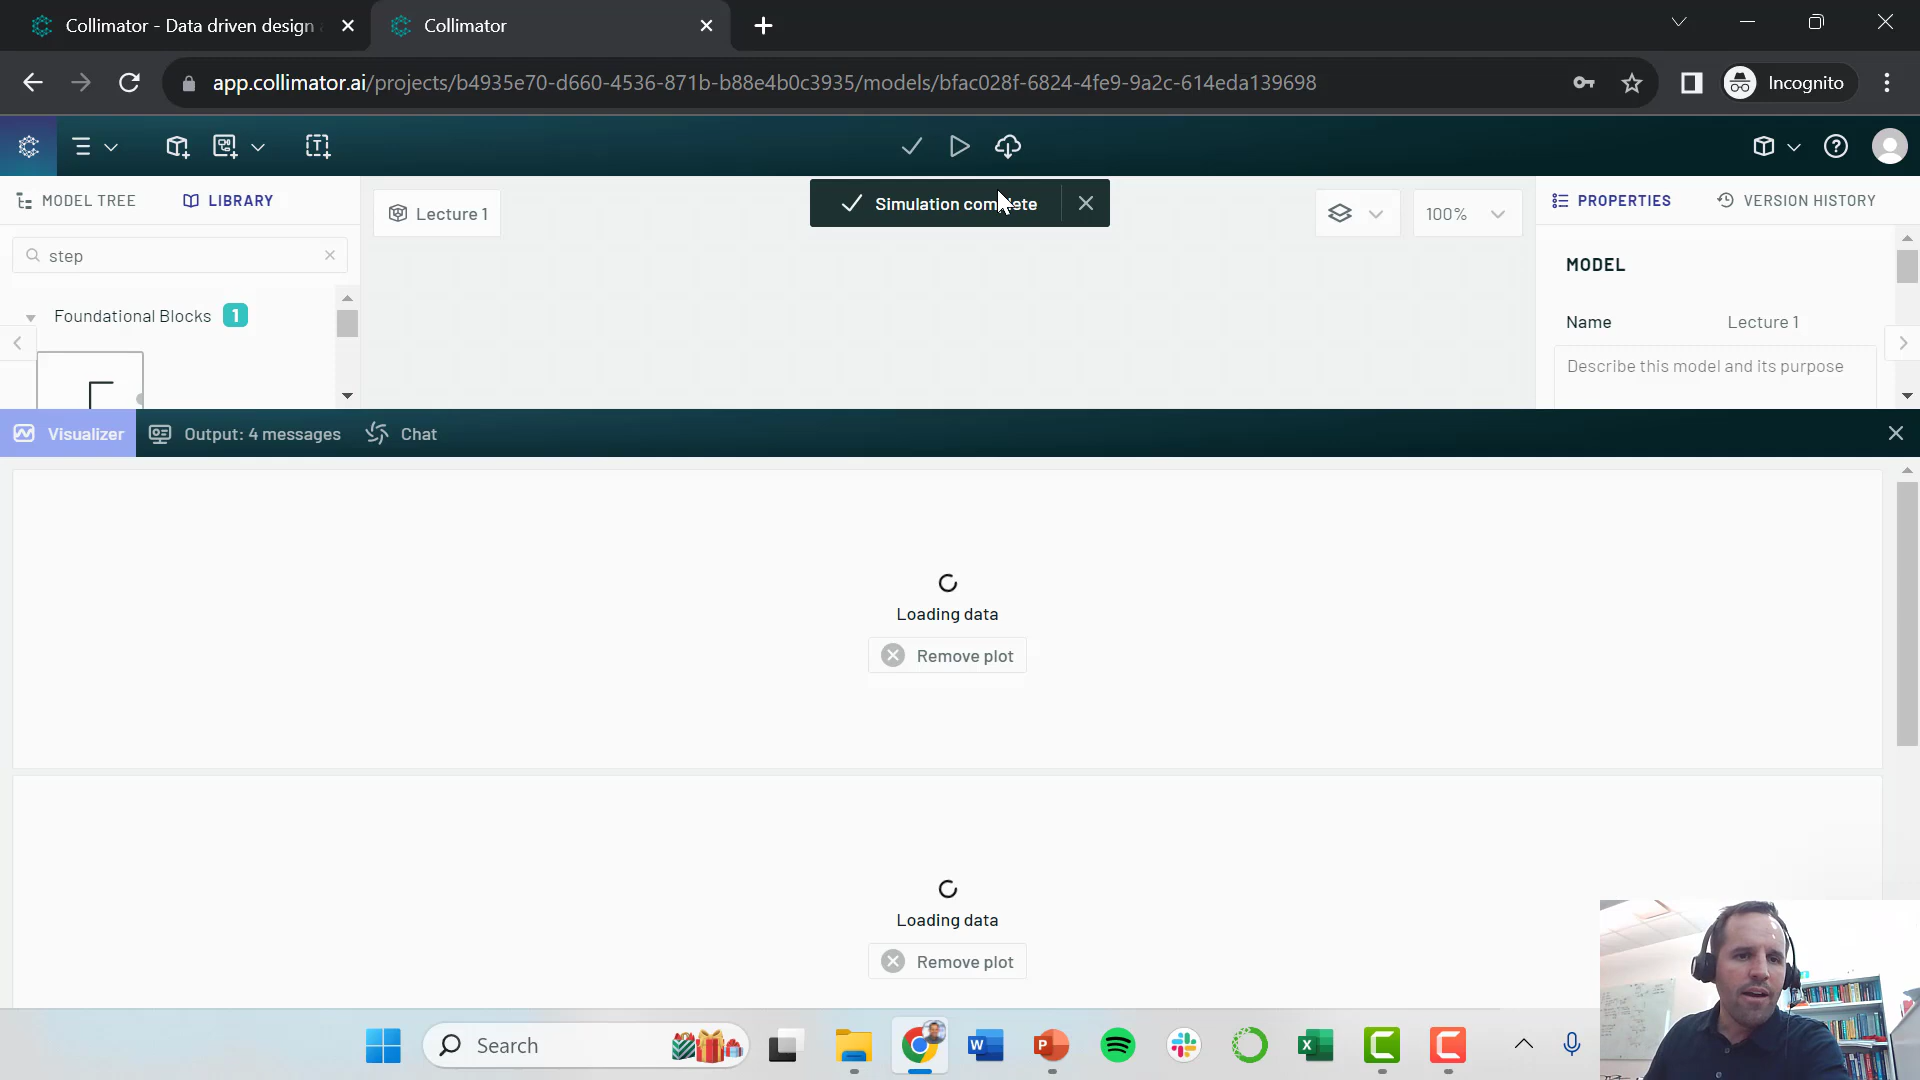 Collimator - Data driven design
Collimator
app.collimator.ai/projects/b4935e70-d660-4536-871b-b88e4b0c3935/models/bfac028f-6824-4fe9-9a2c-614eda139698
Incognito
MODEL TREE
LIBRARY
Lecture 1
Simulation complete
100%
PROPERTIES
VERSION HISTORY
step
MODEL
Foundational Blocks 1
Name
Lecture 1
Describe this model and its purpose
Visualizer
Output: 4 messages
Chat
Loading data
Remove plot
Loading data
Remove plot
Search